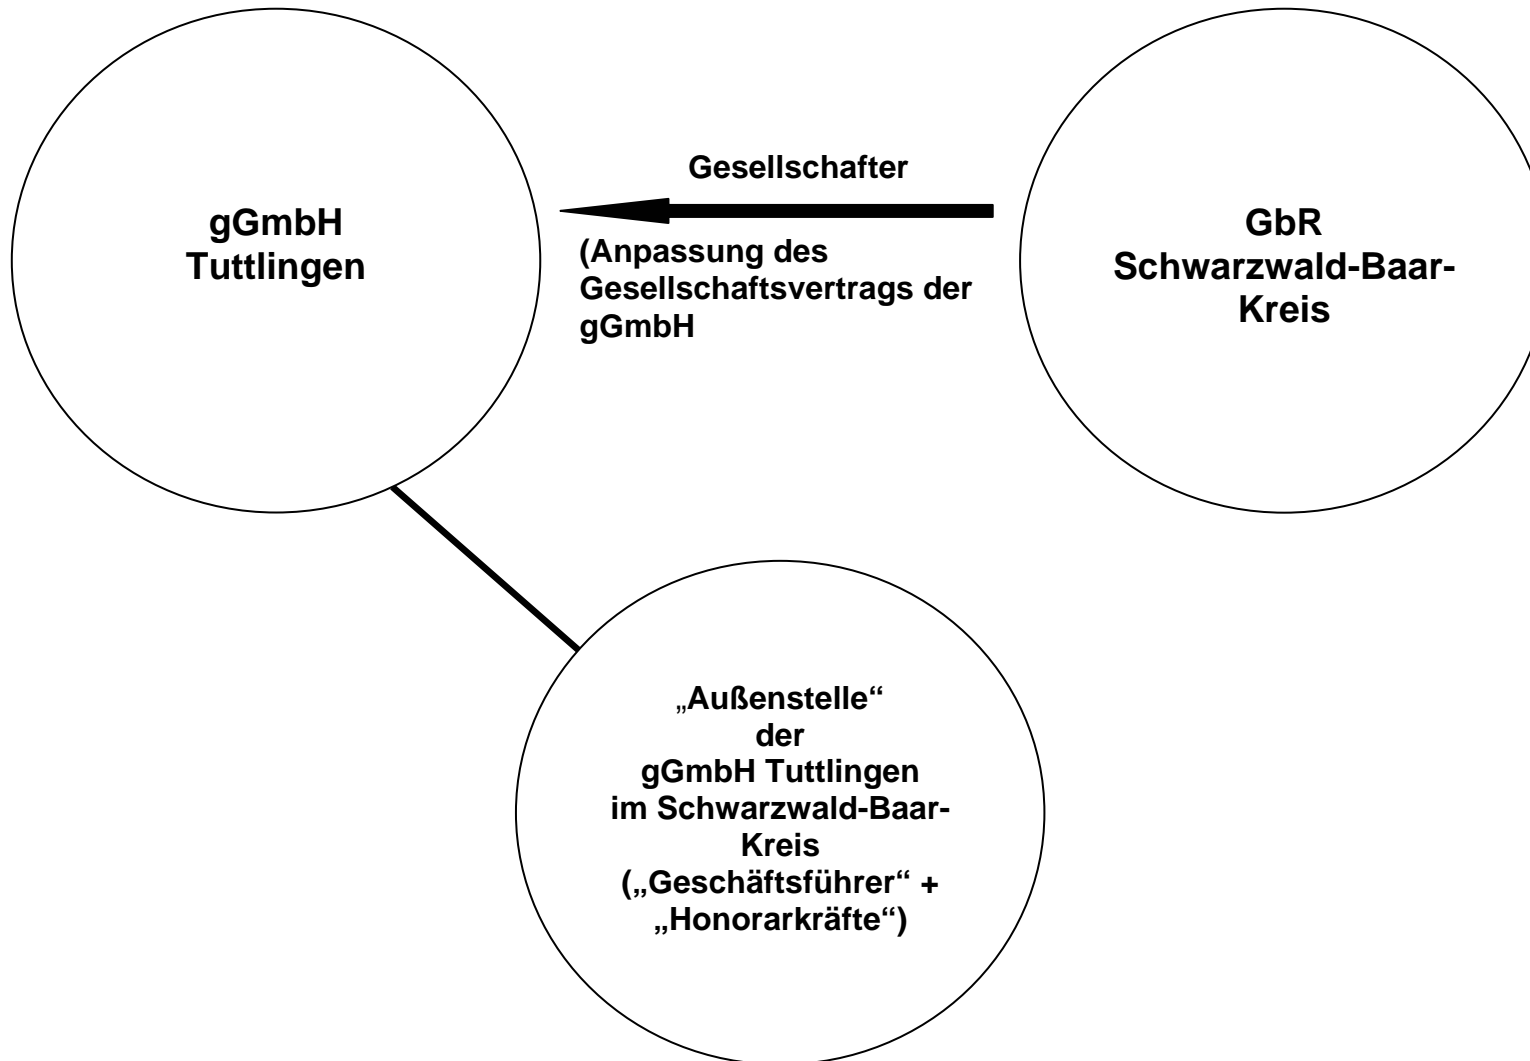 gGmbH
Tuttlingen
Gesellschafter
(Anpassung des
Gesellschaftsvertrags der
gGmbH
GbR
Schwarzwald-Baar-
Kreis
„Außenstelle“
der
gGmbH Tuttlingen
im Schwarzwald-Baar-
Kreis
(„Geschäftsführer“ +
„Honorarkräfte“)